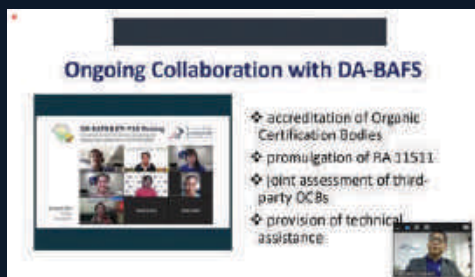 Ongoing Collaboration with DA-BAFS
❖ accreditation of Organic
Certification Bodies
❖ promulgation of RA 11511
❖ joint assessment of third-
party OCBs
❖ provision of technical
assistance